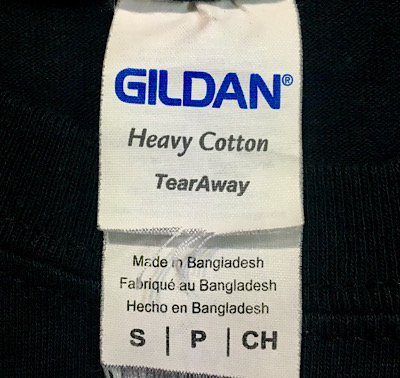 GILDAN®
Heavy Cotton
TearAway
Made in Bangladesh
Fabriqué au Bangladesh
Hecho en Bangladesh
S | P | CH